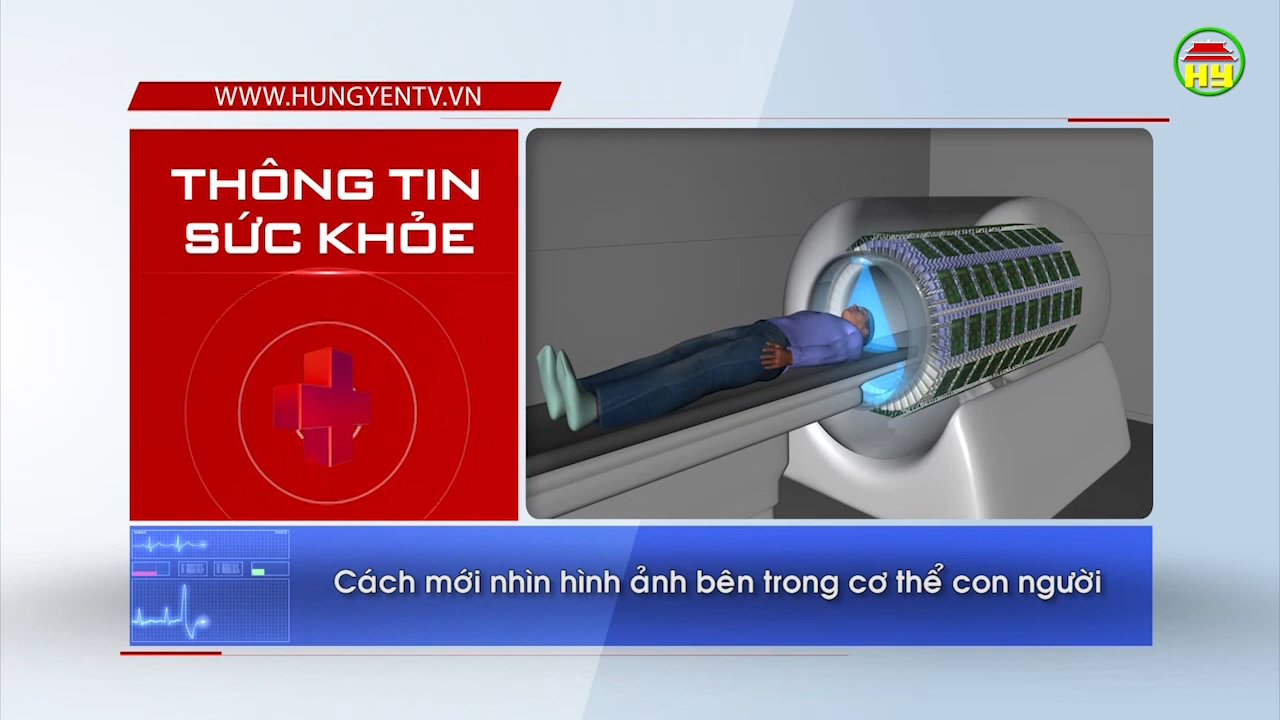 WWW.HUNGYENTV.VN
HY
THÔNG TIN
SỨC KHỎE
Cách mới nhìn hình ảnh bên trong cơ thể con người